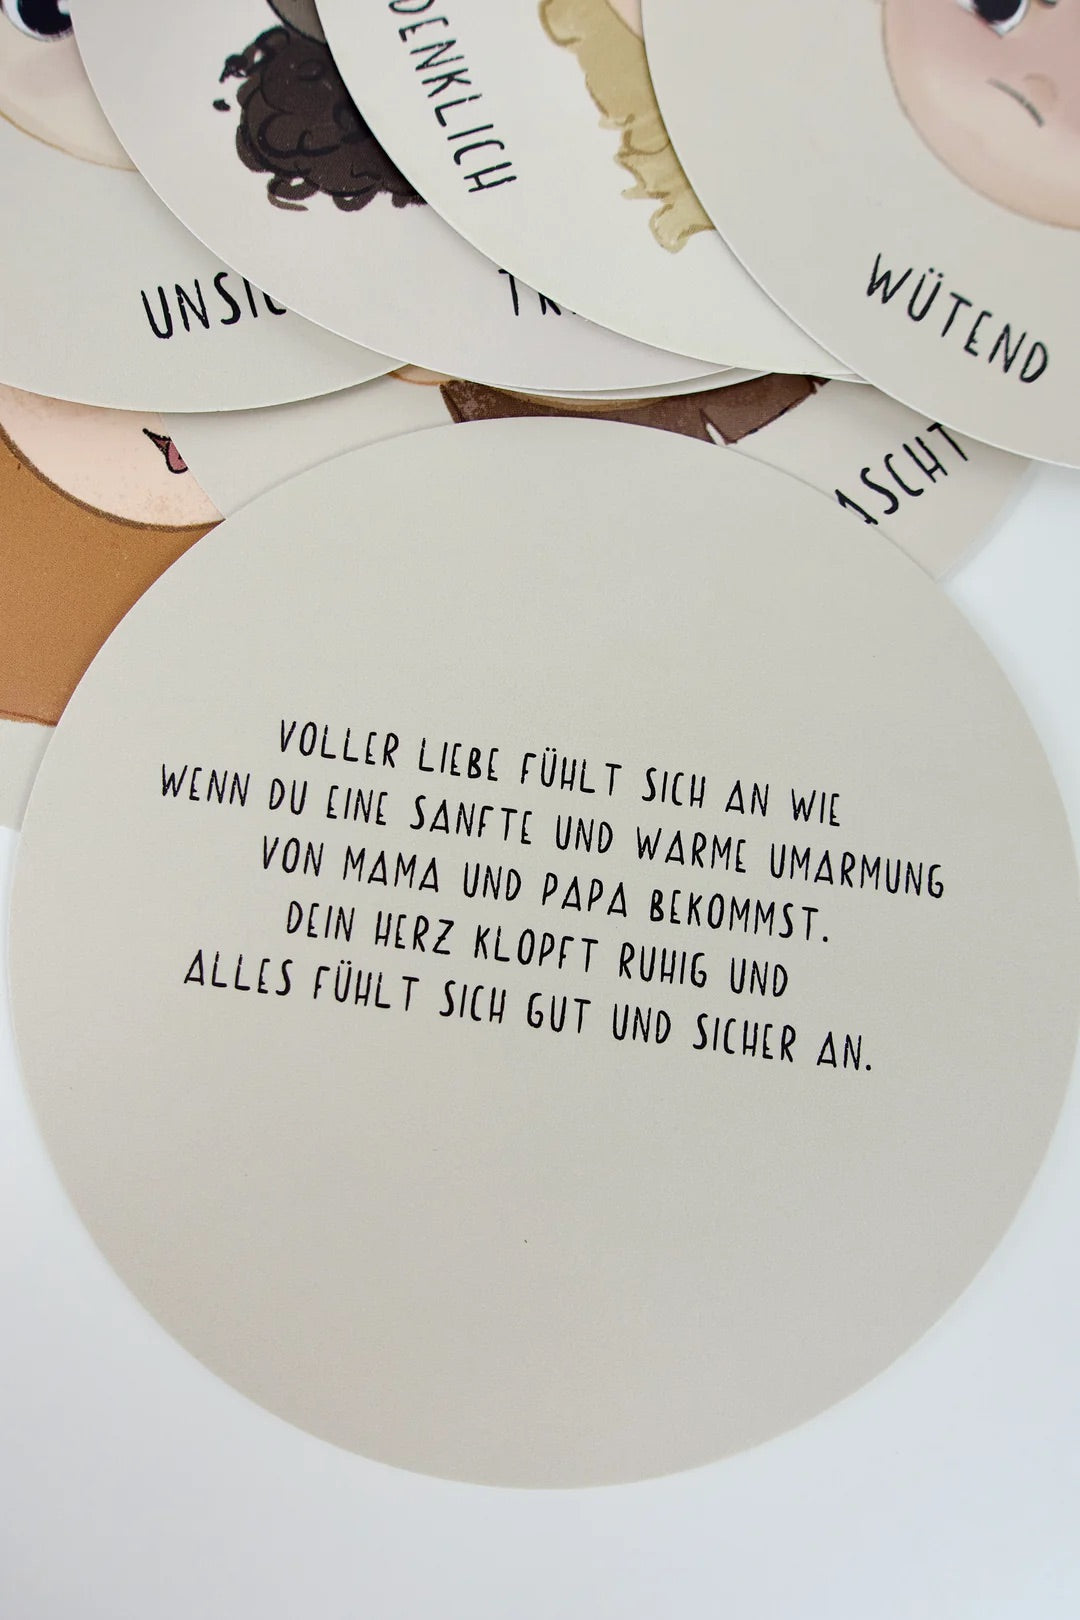 DENKLICH
WÜTEND
VOLLER LIEBE FÜHLT SICH AN WIE
WENN DU EINE SANFTE UND WARME UMARMUNG
VON MAMA UND PAPA BEKOMMST.
DEIN HERZ KLOPFT RUHIG UND
ALLES FÜHLT SICH GUT UND SICHER AN.